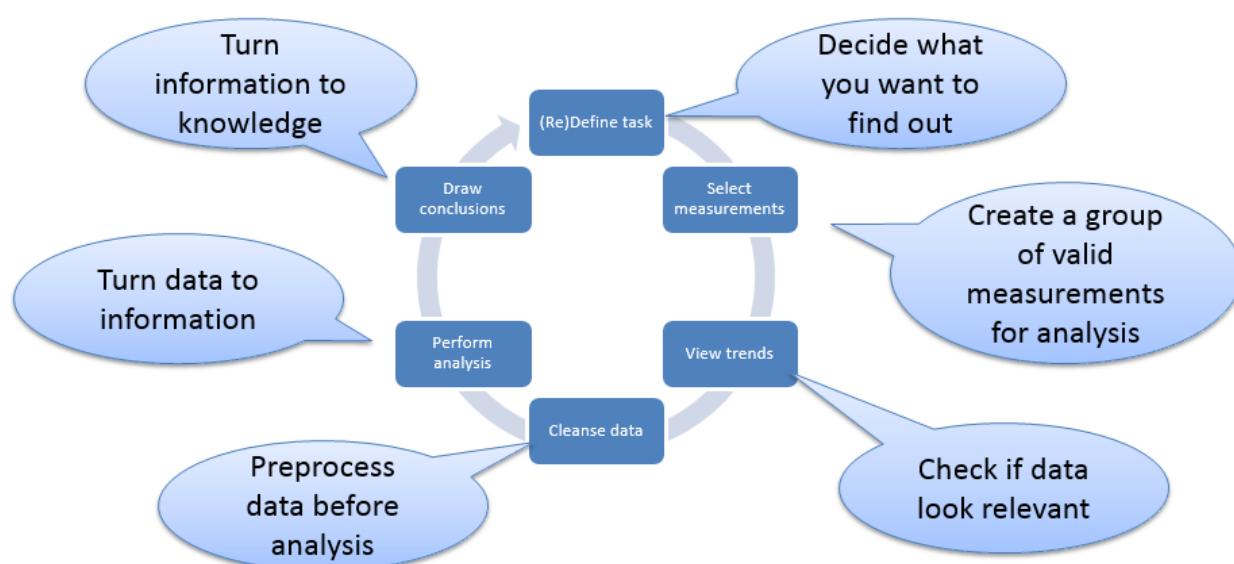 Turn
information to
knowledge
Decide what
you want to
find out
(Re)Define task
Draw
conclusions
Select
measurements
Create a group
of valid
measurements
for analysis
Turn data to
information
Perform
analysis
View trends
Cleanse data
Preprocess
data before
analysis
Check if data
look relevant